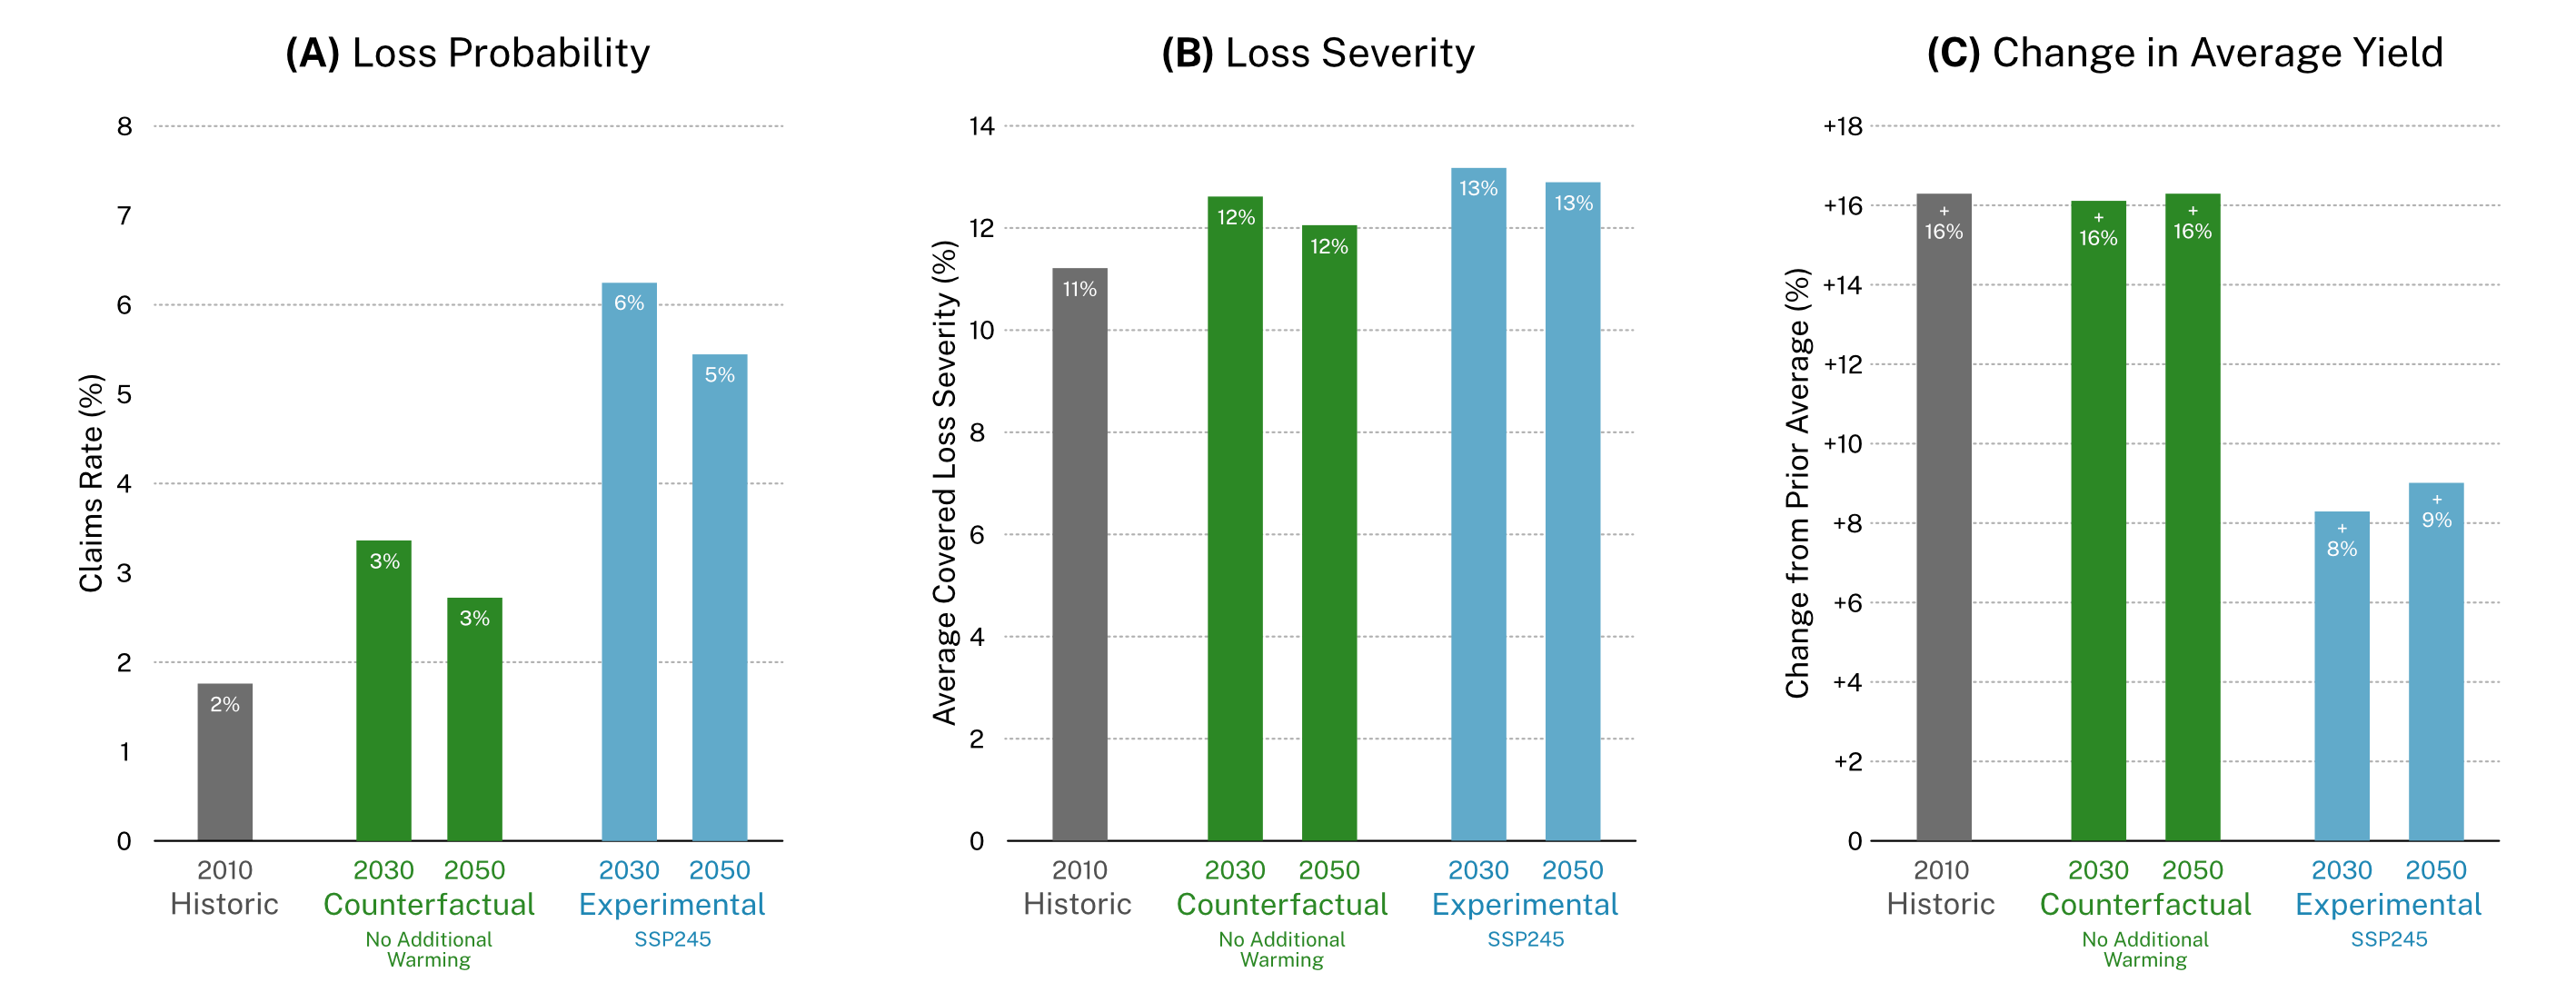 (A) Loss Probability
Claims Rate (%)
8
7
6
5
4
3
2
1
0
2%
3%
3%
6%
5%
2010
2030
2050
2030
2050
Historic
Counterfactual
Experimental
No Additional
Warming
SSP245
(B) Loss Severity
Average Covered Loss Severity (%)
14
12
10
8
6
4
2
0
11%
12%
12%
13%
13%
2010
2030
2050
2030
2050
Historic
Counterfactual
Experimental
No Additional
Warming
SSP245
(C) Change in Average Yield
Change from Prior Average (%)
+18
+16
+14
+12
+10
+8
+6
+4
+2
0
+
16%
+
16%
+
16%
+
8%
+
9%
2010
2030
2050
2030
2050
Historic
Counterfactual
Experimental
No Additional
Warming
SSP245